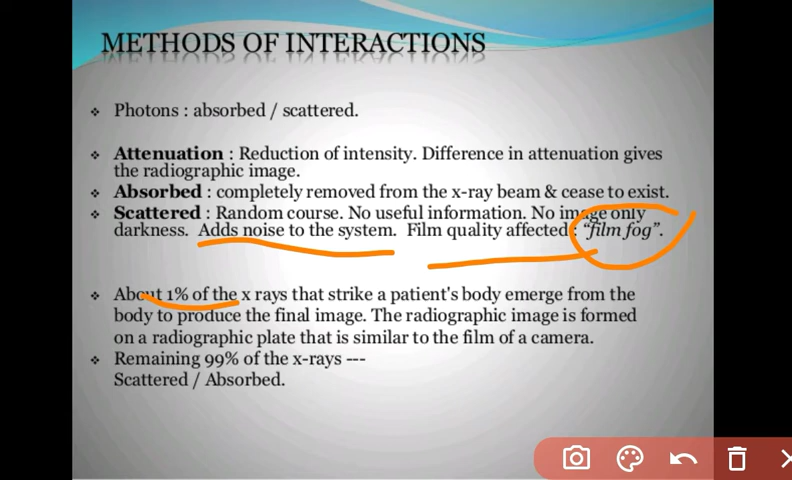 METHODS OF INTERACTIONS
❖ Photons : absorbed / scattered.
❖ Attenuation : Reduction of intensity. Difference in attenuation gives
the radiographic image.
❖ Absorbed : completely removed from the x-ray beam & cease to exist.
❖ Scattered : Random course. No useful information. No image only
darkness. Adds noise to the system. Film quality affected : “film fog”.
❖ About 1% of the x rays that strike a patient's body emerge from the
body to produce the final image. The radiographic image is formed
on a radiographic plate that is similar to the film of a camera.
❖ Remaining 99% of the x-rays ---
Scattered / Absorbed.